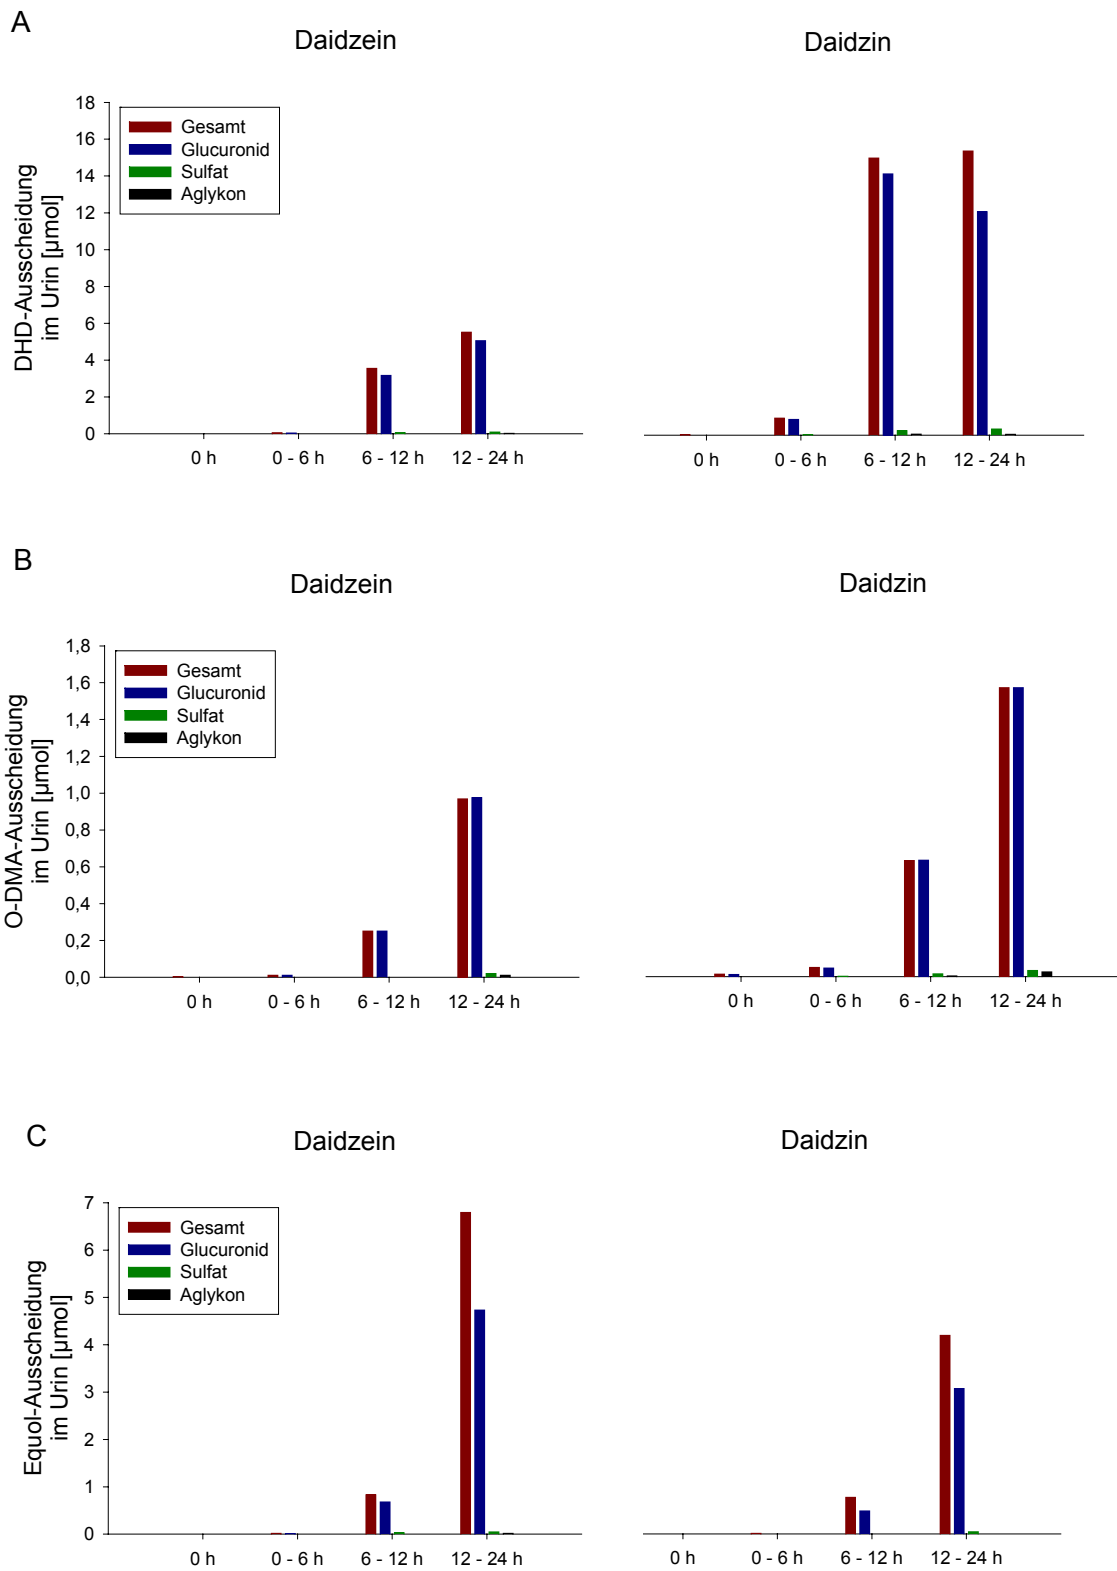 A
Daidzein
Daidzin
DHD-Ausscheidung
im Urin [µmol]
18
16
14
12
10
8
6
4
2
0
Gesamt
Glucuronid
Sulfat
Aglykon
0 h
0 - 6 h
6 - 12 h
12 - 24 h
0 h
0 - 6 h
6 - 12 h
12 - 24 h
B
Daidzein
Daidzin
O-DMA-Ausscheidung
im Urin [µmol]
1,8
1,6
1,4
1,2
1,0
0,8
0,6
0,4
0,2
0,0
Gesamt
Glucuronid
Sulfat
Aglykon
0 h
0 - 6 h
6 - 12 h
12 - 24 h
0 h
0 - 6 h
6 - 12 h
12 - 24 h
C
Daidzein
Daidzin
Equol-Ausscheidung
im Urin [µmol]
7
6
5
4
3
2
1
0
Gesamt
Glucuronid
Sulfat
Aglykon
0 h
0 - 6 h
6 - 12 h
12 - 24 h
0 h
0 - 6 h
6 - 12 h
12 - 24 h